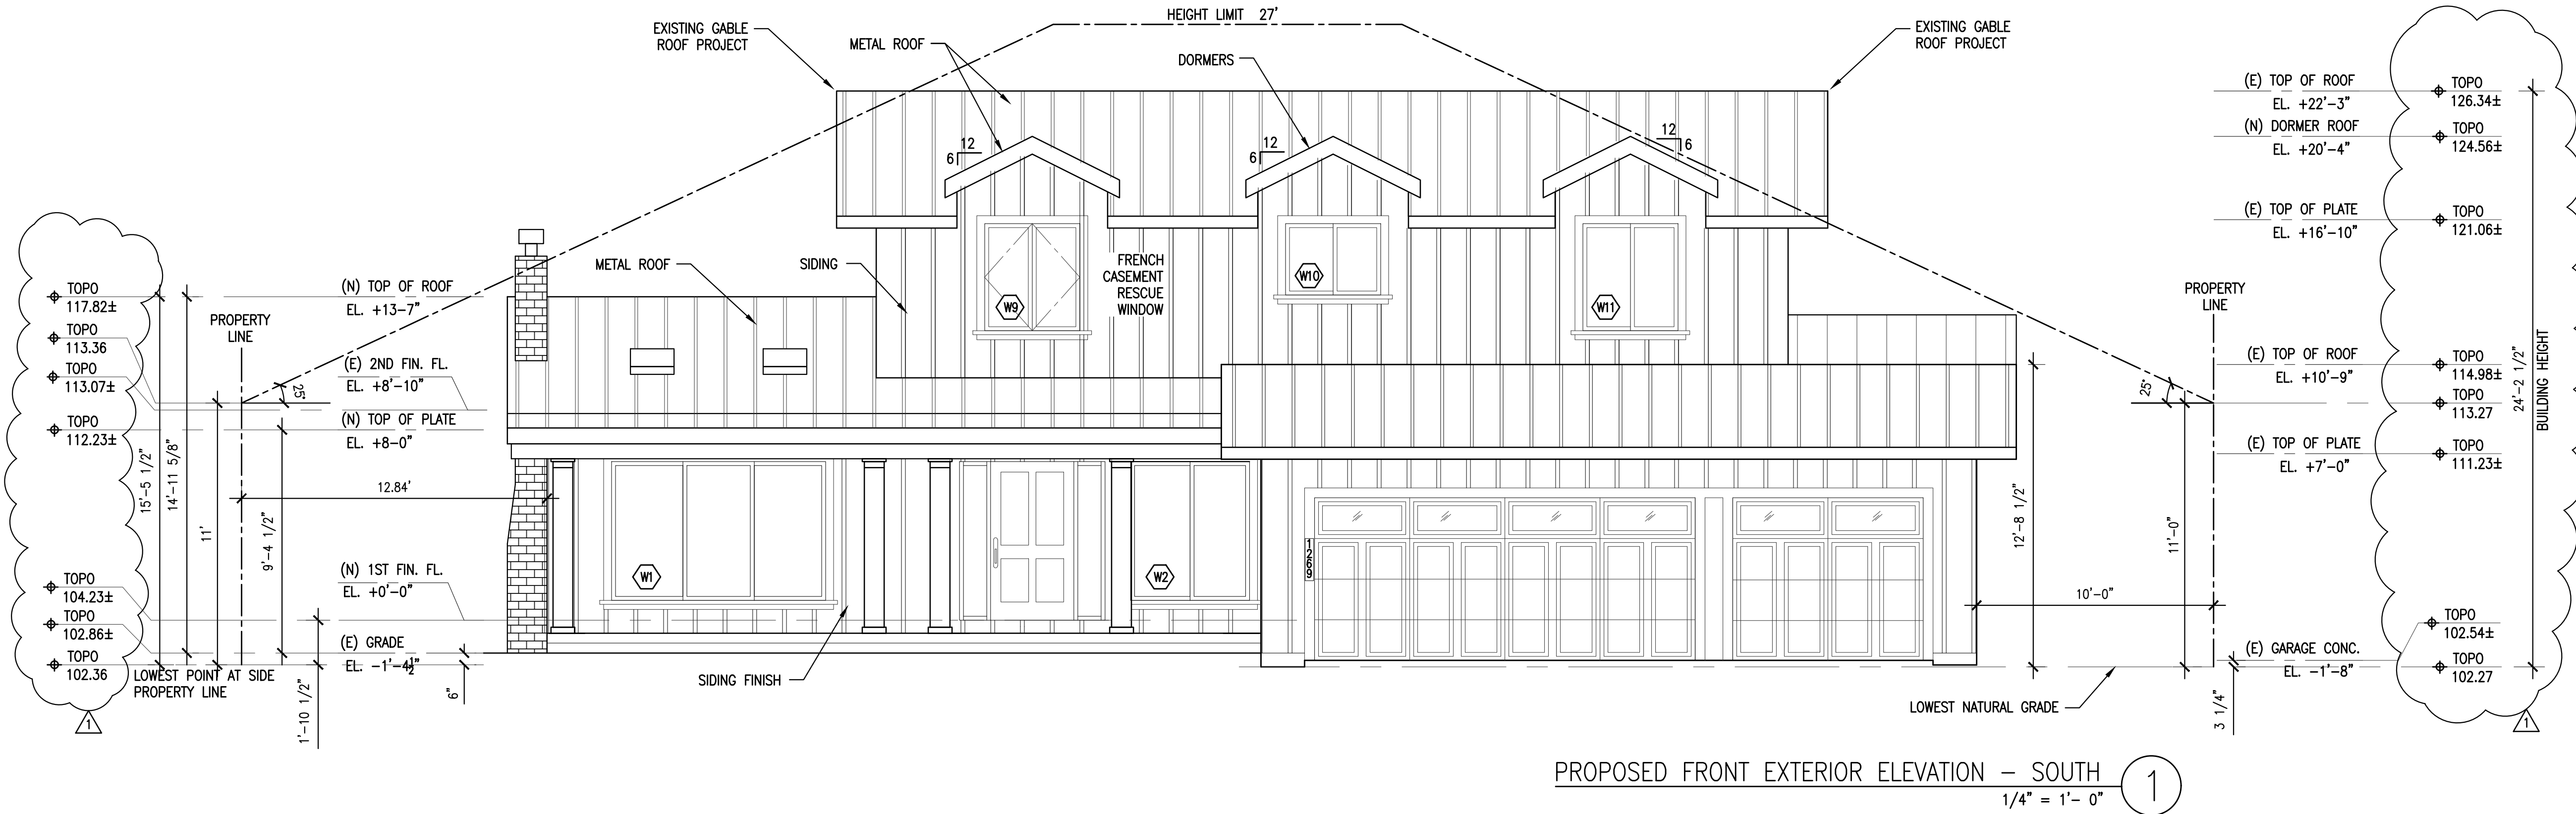 HEIGHT LIMIT 27'
EXISTING GABLE
ROOF PROJECT
METAL ROOF
DORMERS
EXISTING GABLE
ROOF PROJECT
12
6
12
6
12
6
METAL ROOF
SIDING
FRENCH
CASEMENT
RESCUE
WINDOW
W9
W10
W11
W1
W2
1
2
6
9
SIDING FINISH
TOPO
117.82±
TOPO
113.36
TOPO
113.07±
TOPO
112.23±
TOPO
104.23±
TOPO
102.86±
TOPO
102.36
LOWEST POINT AT SIDE
PROPERTY LINE
1
15'-5 1/2"
14'-11 5/8"
11'
9'-4 1/2"
1'-10 1/2"
6"
PROPERTY
LINE
25°
12.84'
(N) TOP OF ROOF
EL. +13-7"
(E) 2ND FIN. FL.
EL. +8'-10"
(N) TOP OF PLATE
EL. +8-0"
(N) 1ST FIN. FL.
EL. +0'-0"
(E) GRADE
EL. -1'-4 1/2"
PROPERTY
LINE
25°
12'-8 1/2"
11'-0"
10'-0"
LOWEST NATURAL GRADE
3 1/4"
(E) TOP OF ROOF
EL. +22'-3"
(N) DORMER ROOF
EL. +20'-4"
(E) TOP OF PLATE
EL. +16'-10"
(E) TOP OF ROOF
EL. +10'-9"
(E) TOP OF PLATE
EL. +7'-0"
(E) GARAGE CONC.
EL. -1'-8"
TOPO
126.34±
TOPO
124.56±
TOPO
121.06±
TOPO
114.98±
TOPO
113.27
TOPO
111.23±
TOPO
102.54±
TOPO
102.27
24'-2 1/2"
BUILDING HEIGHT
1
PROPOSED FRONT EXTERIOR ELEVATION - SOUTH
1/4" = 1'- 0"
1